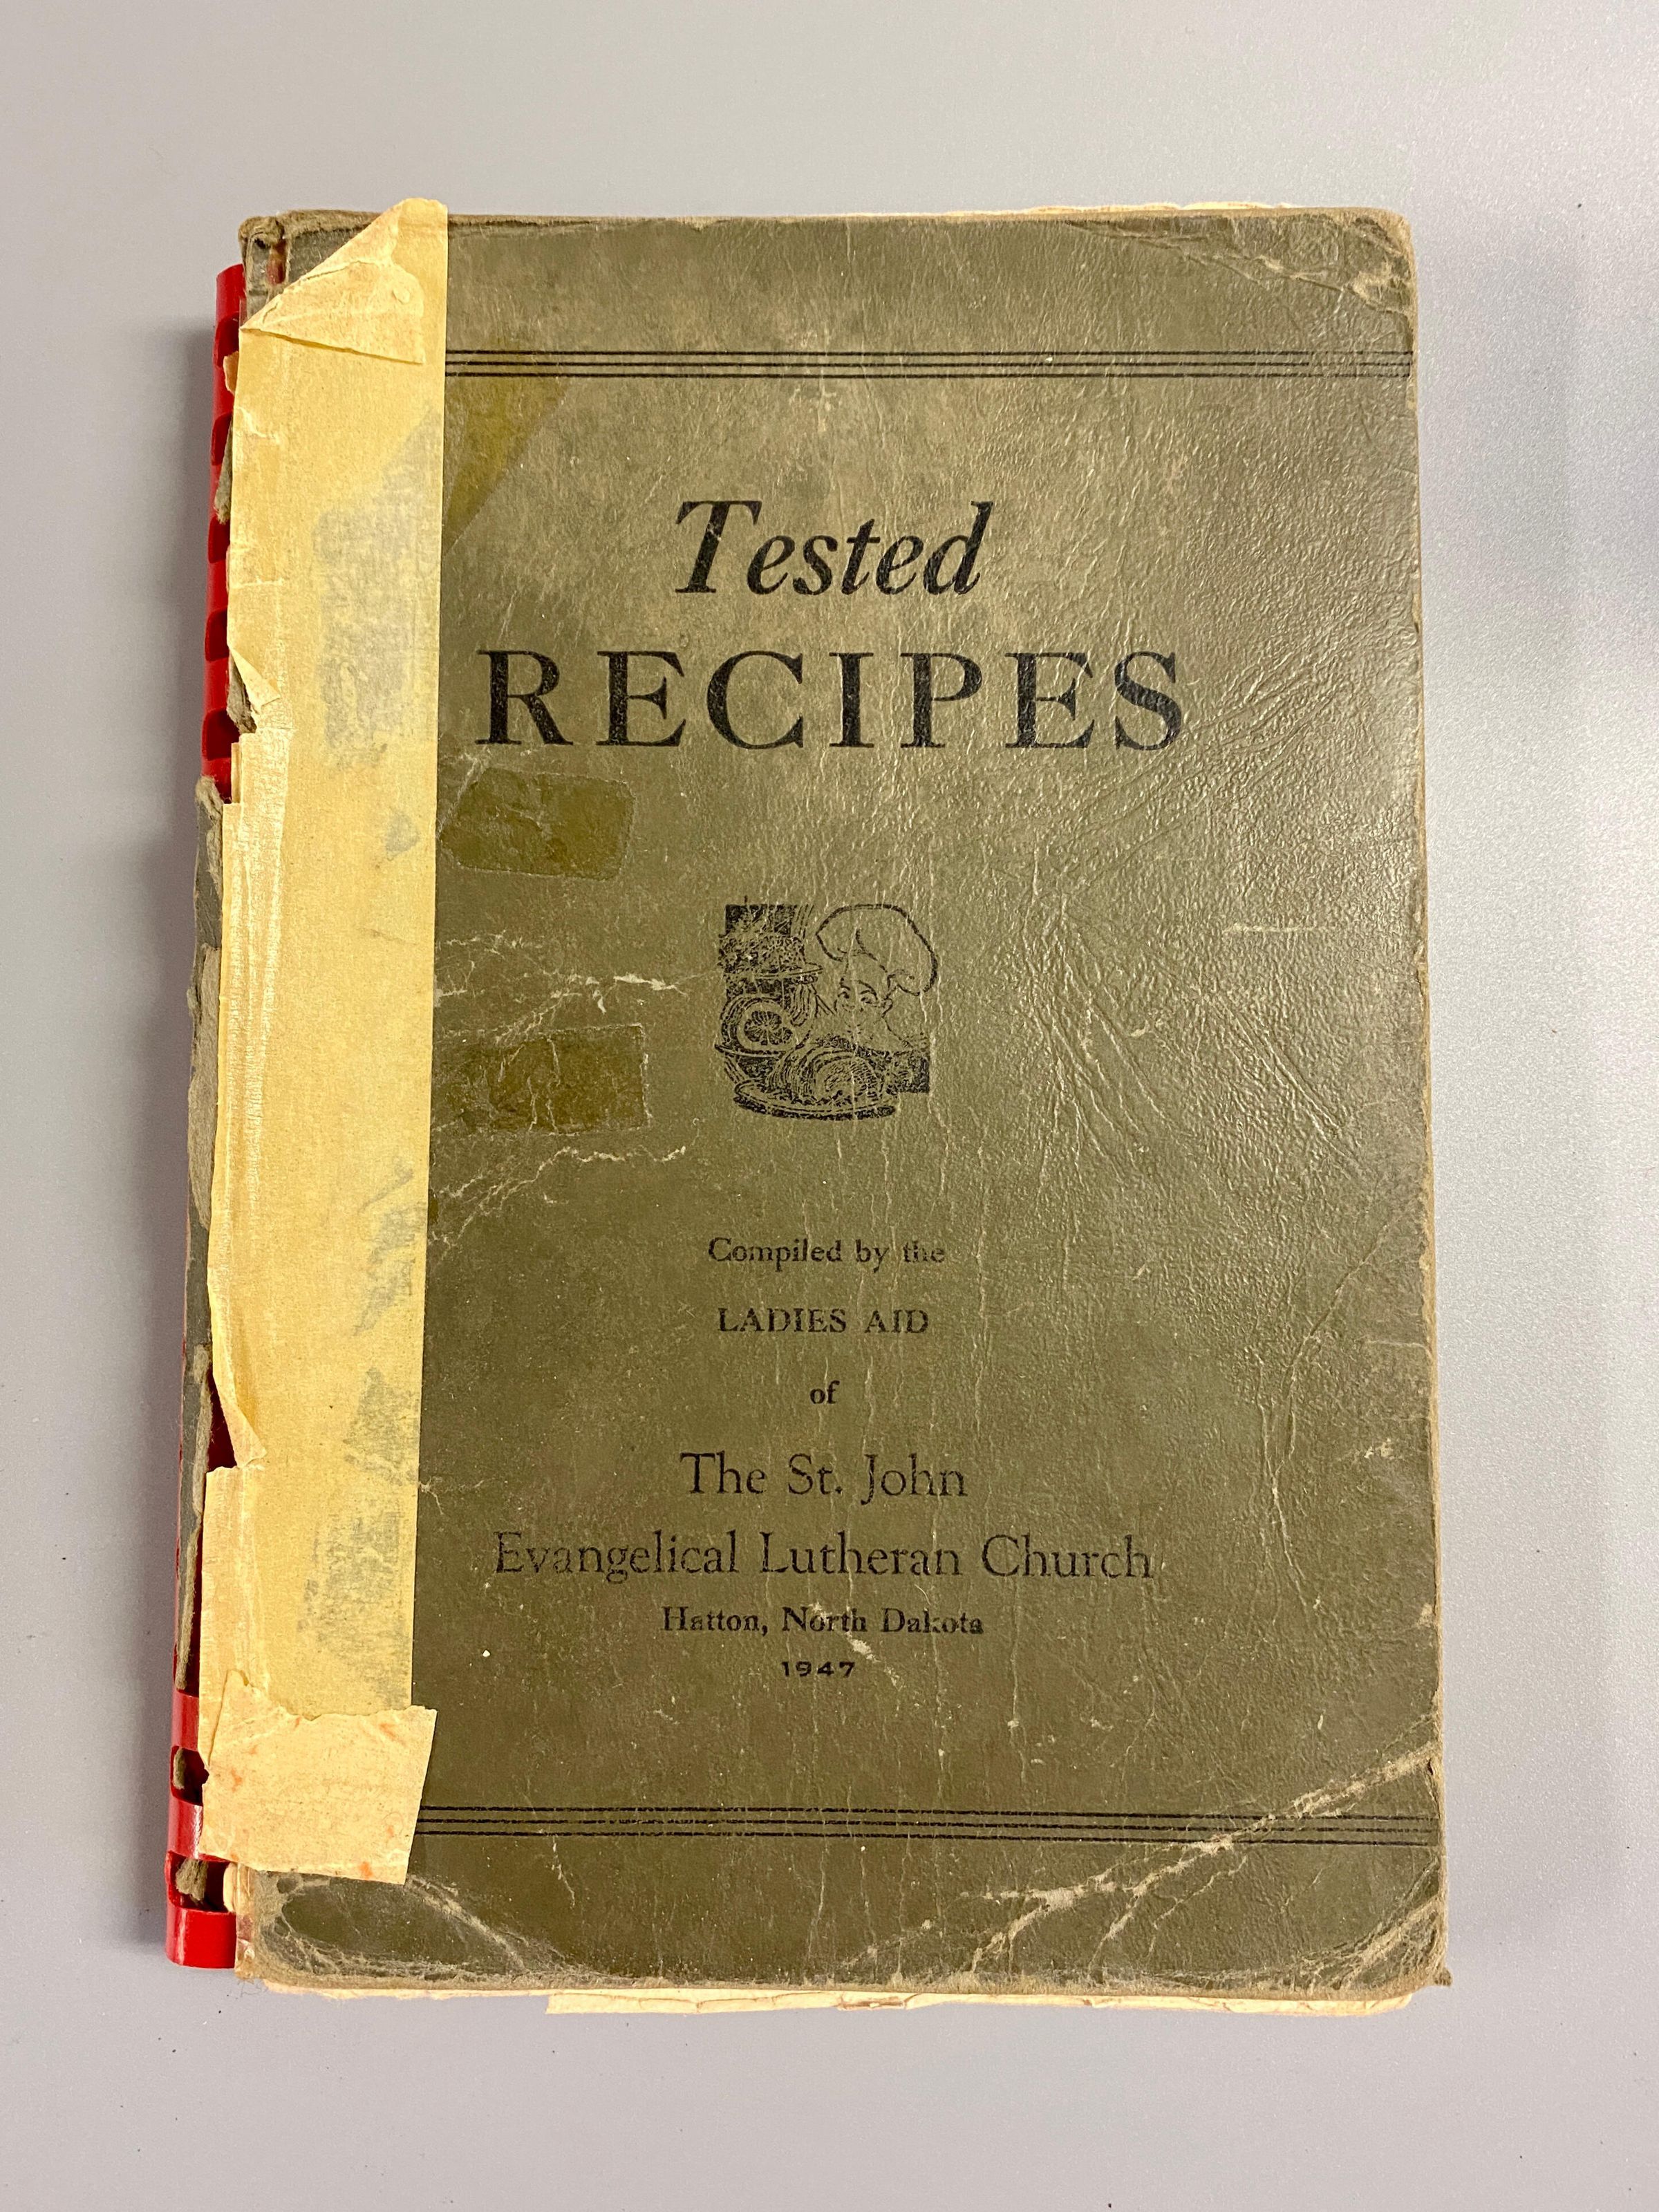 Tested
RECIPES
Compiled by the
LADIES AID
of
The St. John
Evangelical Lutheran Church
Hatton, North Dakota
1947